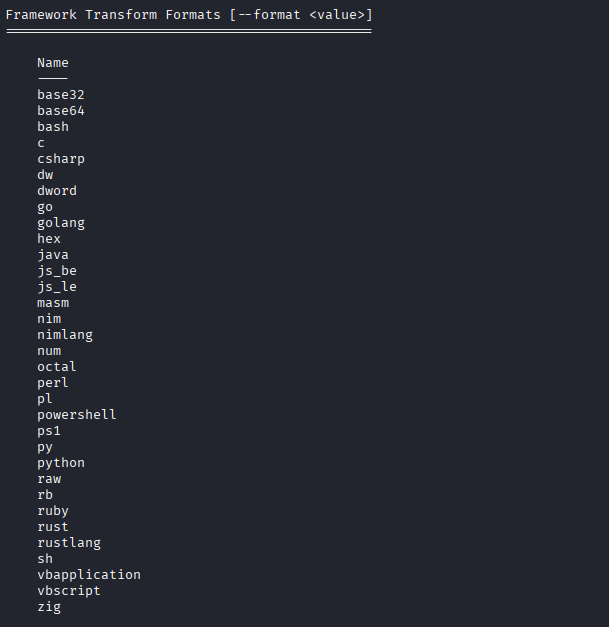 Framework Transform Formats [--format <value>]
==============================================
Name
----
base32
base64
bash
c
csharp
dw
dword
go
golang
hex
java
js_be
js_le
masm
nim
nimlang
num
octal
perl
pl
powershell
ps1
py
python
raw
rb
ruby
rust
rustlang
sh
vbapplication
vbscript
zig